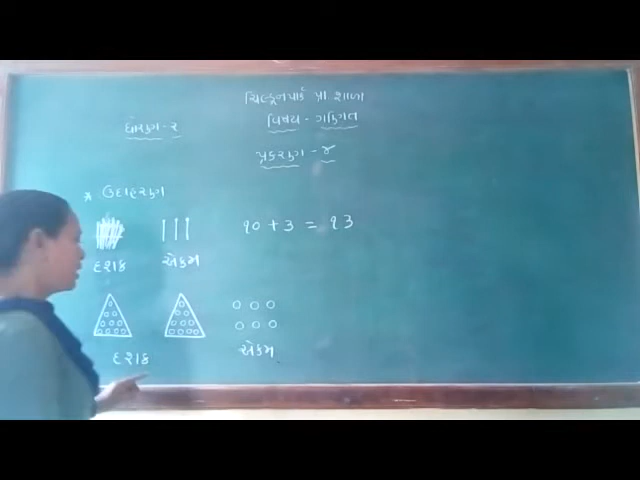 ચિલ્ડ્રનપાર્ક પ્રા. શાળા
ધોરણ - ૨
વિષય - ગણિત
પ્રકરણ - ૪
* ઉદાહરણ
૧૦ + ૩ = ૧૩
દશક એકમ
દશક એકમ